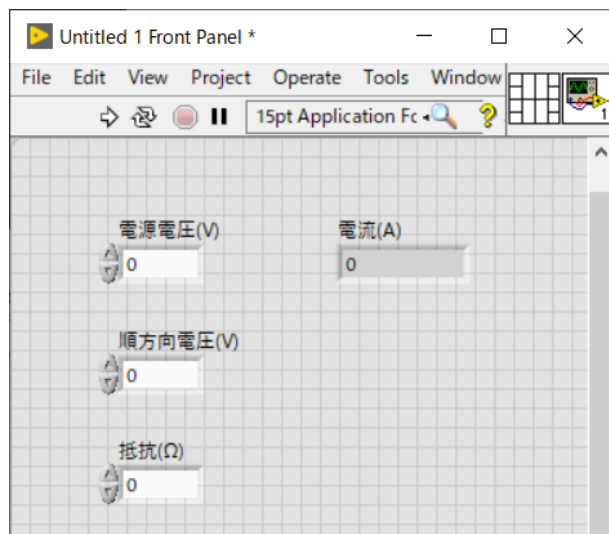 Untitled 1 Front Panel *
File Edit View Project Operate Tools Window
15pt Application Fc
1
電源電圧(V)
電流(A)
0
0
順方向電圧(V)
0
抵抗(Ω)
0